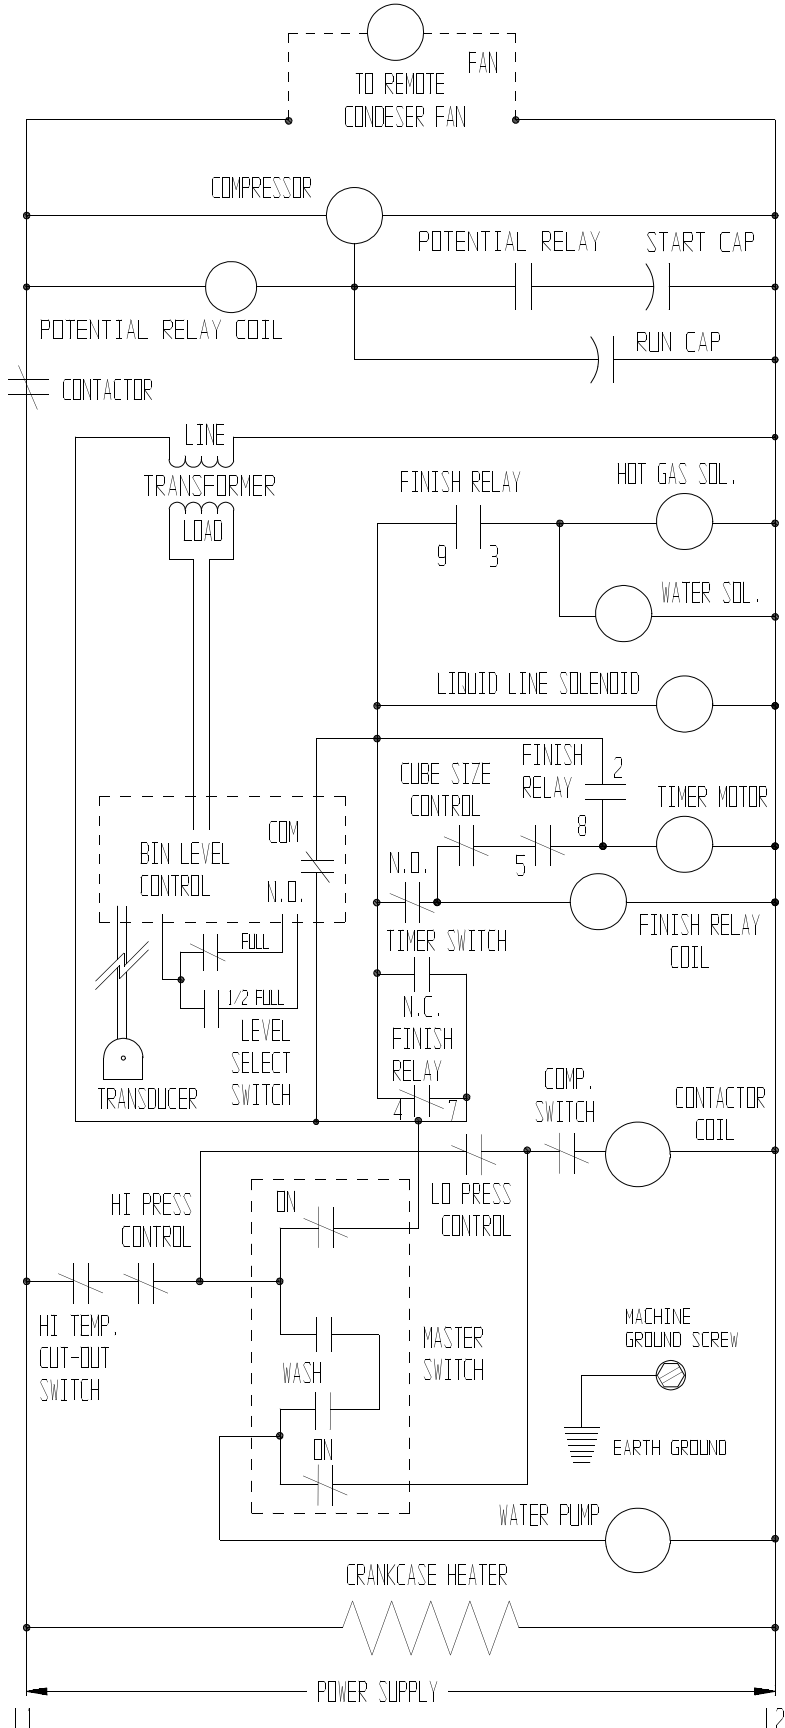 FAN
TO REMOTE
CONDESER FAN
COMPRESSOR
POTENTIAL RELAY
START CAP
POTENTIAL RELAY COIL
RUN CAP
CONTACTOR
LINE
TRANSFORMER
LOAD
FINISH RELAY
HOT GAS SOL.
9
3
WATER SOL.
LIQUID LINE SOLENOID
FINISH
RELAY
2
8
5
CUBE SIZE
CONTROL
TIMER MOTOR
COM
BIN LEVEL
CONTROL
N.O.
N.O.
TIMER SWITCH
FINISH RELAY
COIL
FULL
1/2 FULL
LEVEL
SELECT
SWITCH
N.C.
FINISH
RELAY
4
7
TRANSDUCER
COMP.
SWITCH
CONTACTOR
COIL
LO PRESS
CONTROL
HI PRESS
CONTROL
ON
HI TEMP.
CUT-OUT
SWITCH
WASH
MASTER
SWITCH
ON
MACHINE
GROUND SCREW
EARTH GROUND
WATER PUMP
CRANKCASE HEATER
POWER SUPPLY
L1
L2